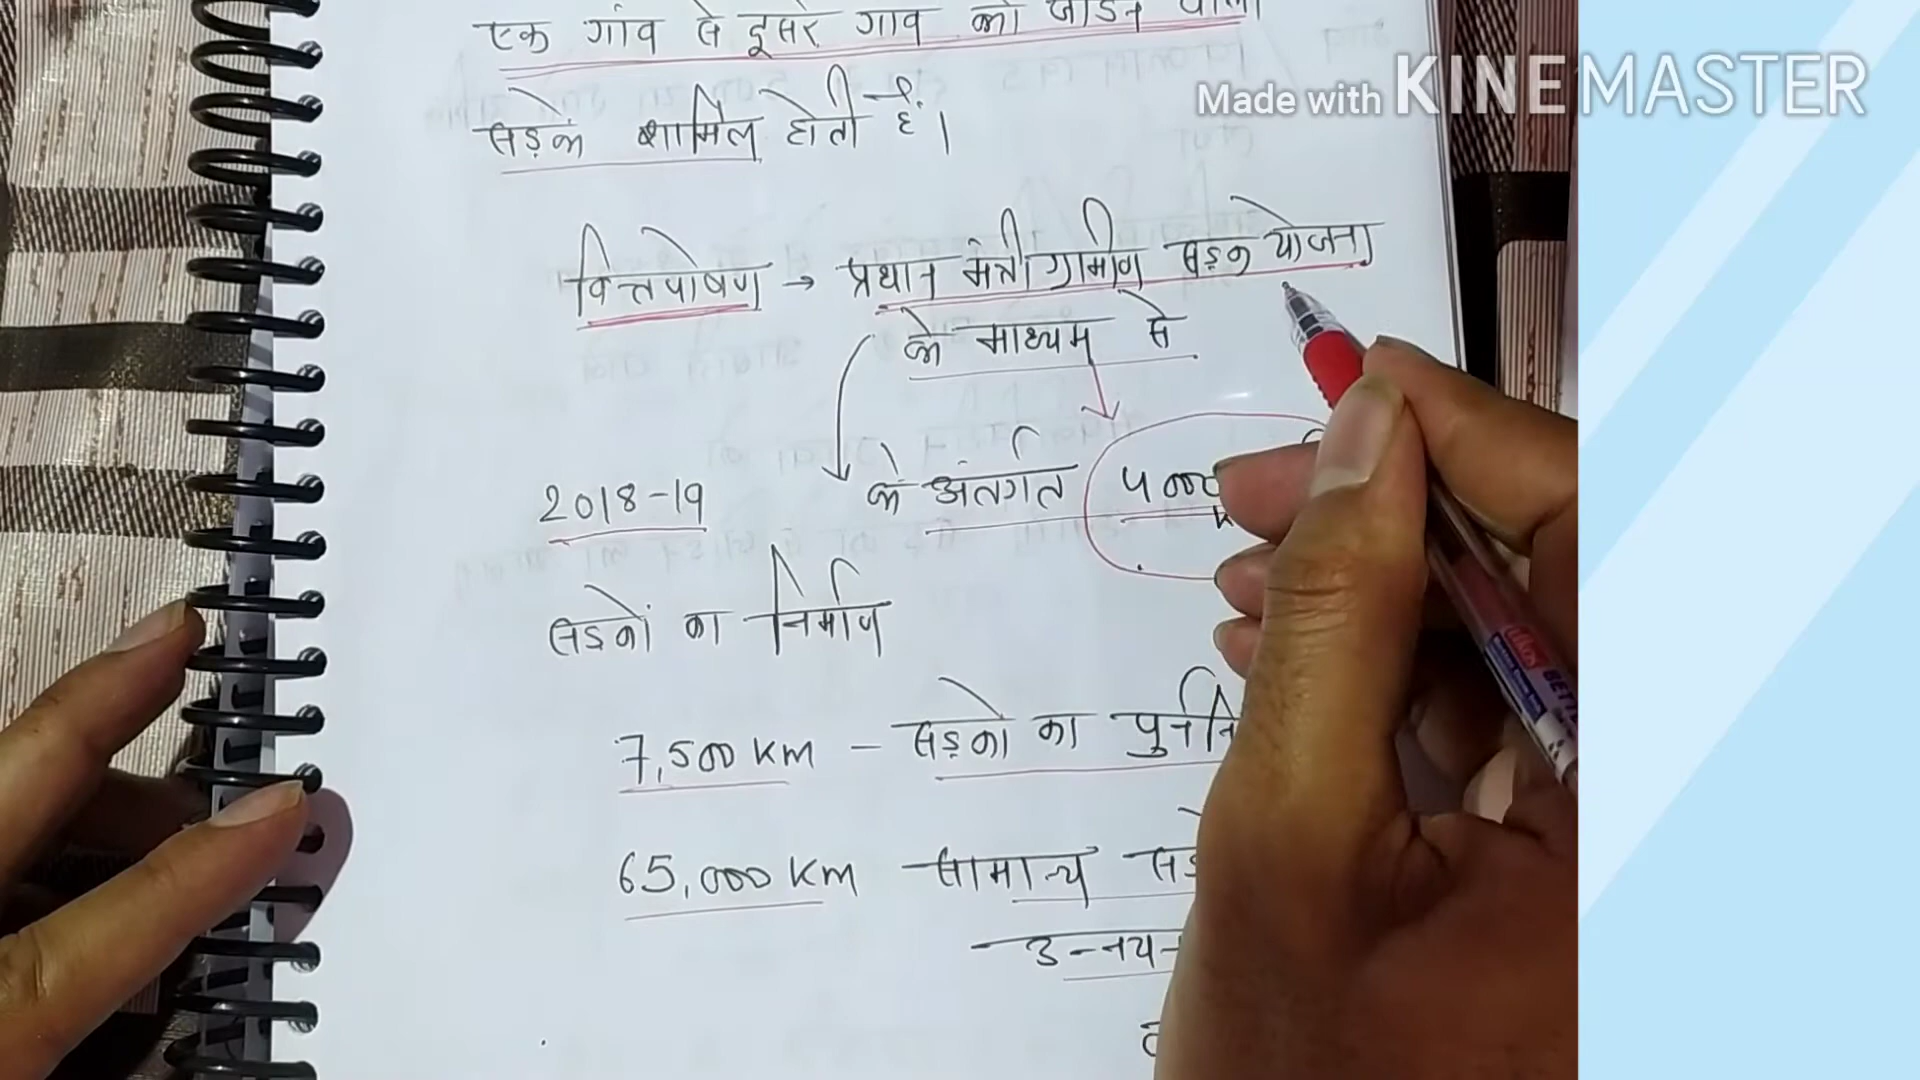 एक गांव से दूसरे गाव को जोडने वाली
Made with KINEMASTER
सड़कें शामिल होती हैं।
वित्तपोषण → प्रधान मंत्री ग्रामीण सड़क योजना
के माध्यम से
2018-19 के अंतर्गत
सड़कों का निर्माण
7,500 km – सड़को का
65,000 km सामान्य